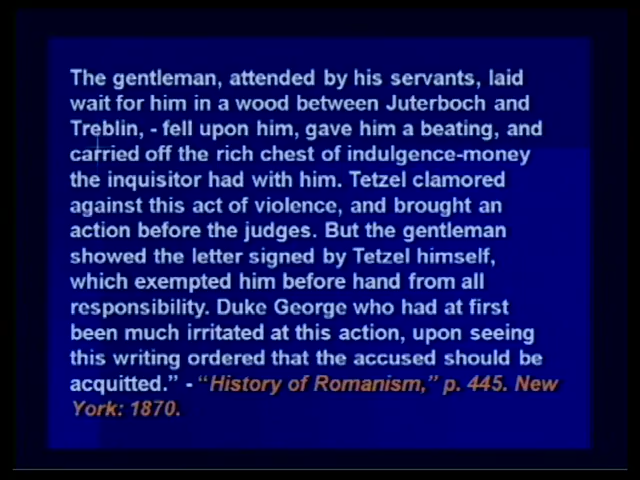 The gentleman, attended by his servants, laid
wait for him in a wood between Juterboch and
Treblin, - fell upon him, gave him a beating, and
carried off the rich chest of indulgence-money
the inquisitor had with him. Tetzel clamored
against this act of violence, and brought an
action before the judges. But the gentleman
showed the letter signed by Tetzel himself,
which exempted him before hand from all
responsibility. Duke George who had at first
been much irritated at this action, upon seeing
this writing ordered that the accused should be
acquitted.” - “History of Romanism,” p. 445. New
York: 1870.